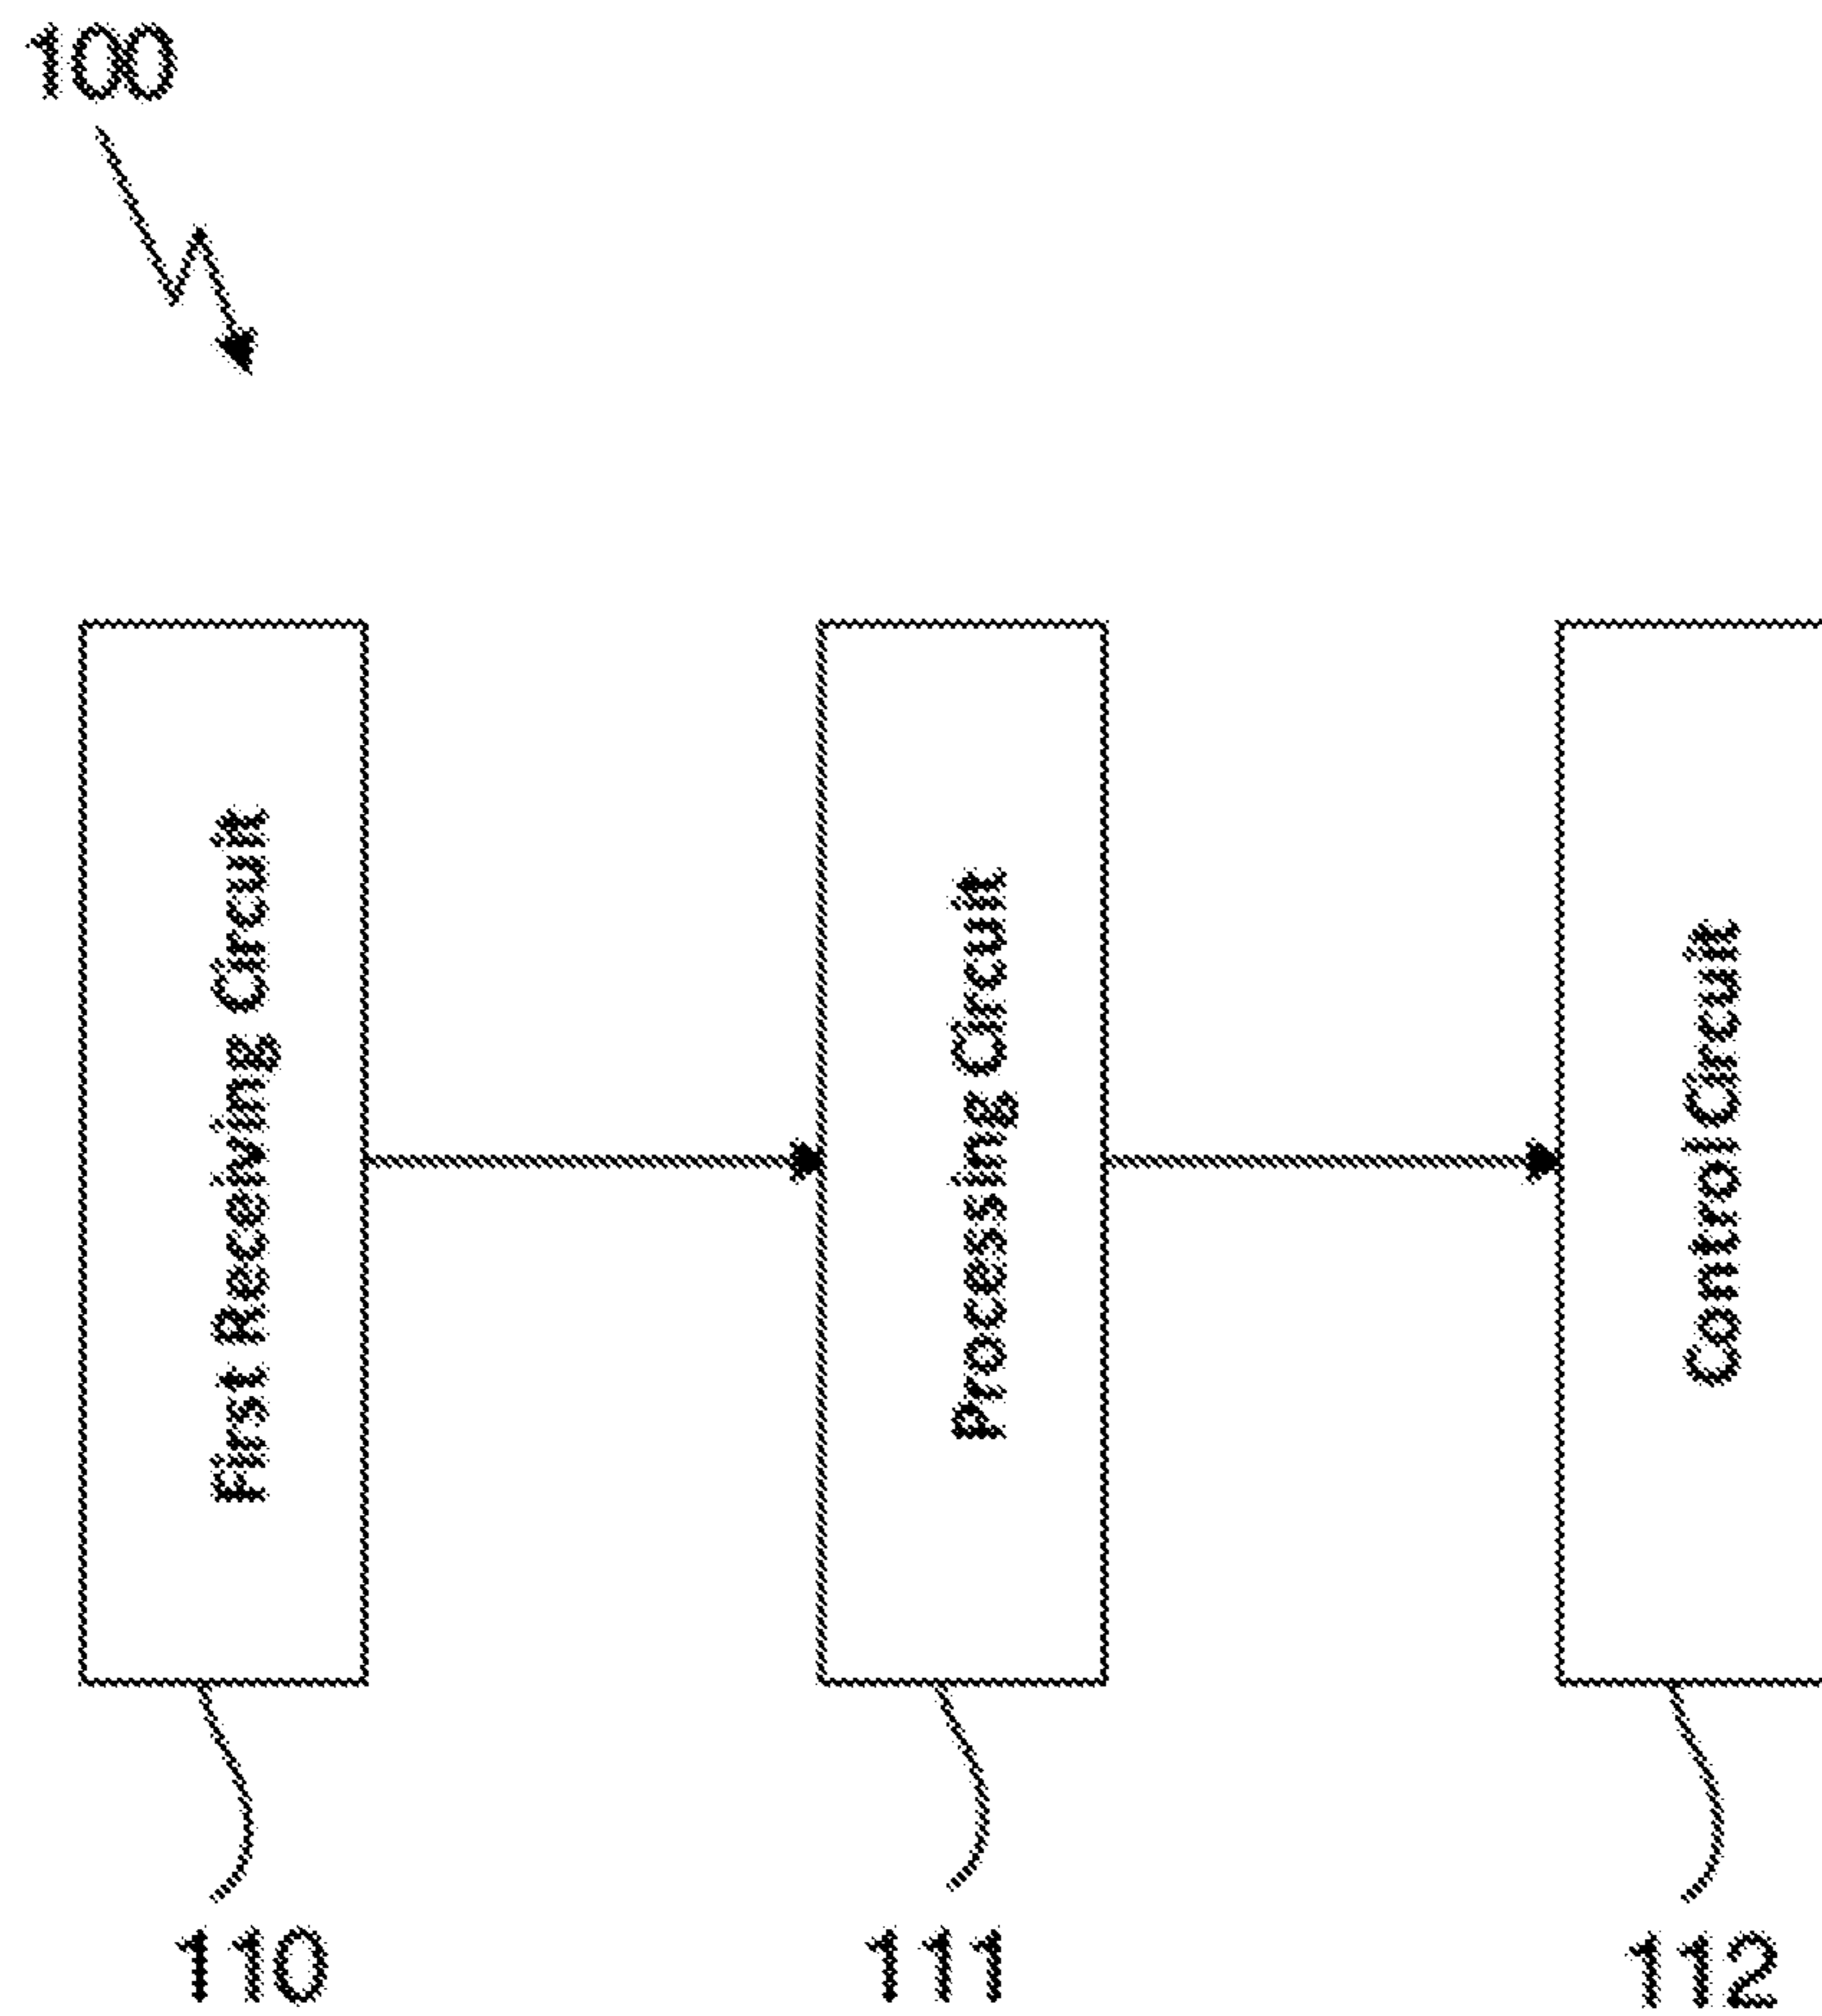 100
First Receiving Circuit
Processing Circuit
Control Circuit
110
111
112